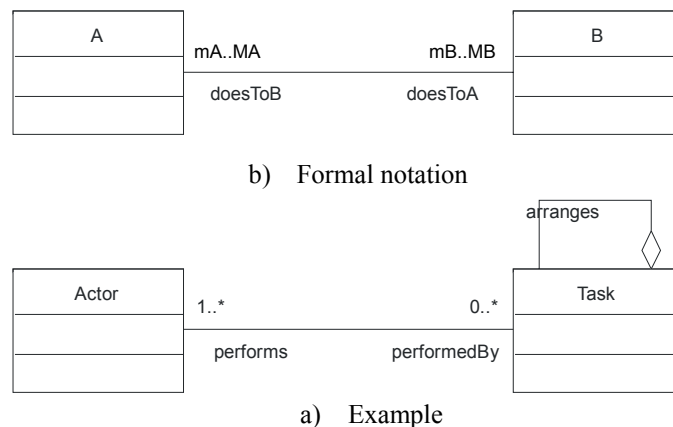 A
B
mA..MA
mB..MB
doesToB
doesToA
b) Formal notation
arranges
Actor
Task
1..*
0..*
performs
performedBy
a) Example